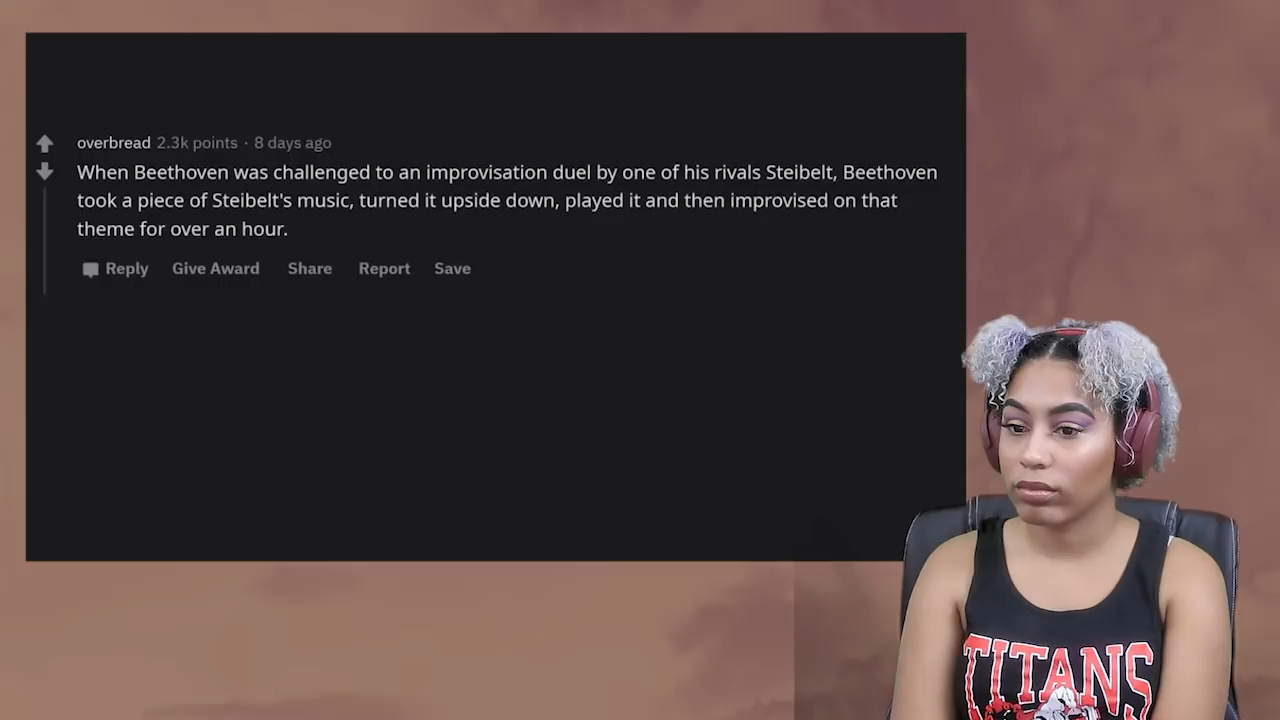 overbread 2.3k points · 8 days ago
When Beethoven was challenged to an improvisation duel by one of his rivals Steibelt, Beethoven
took a piece of Steibelt's music, turned it upside down, played it and then improvised on that
theme for over an hour.
Reply Give Award Share Report Save
TITANS